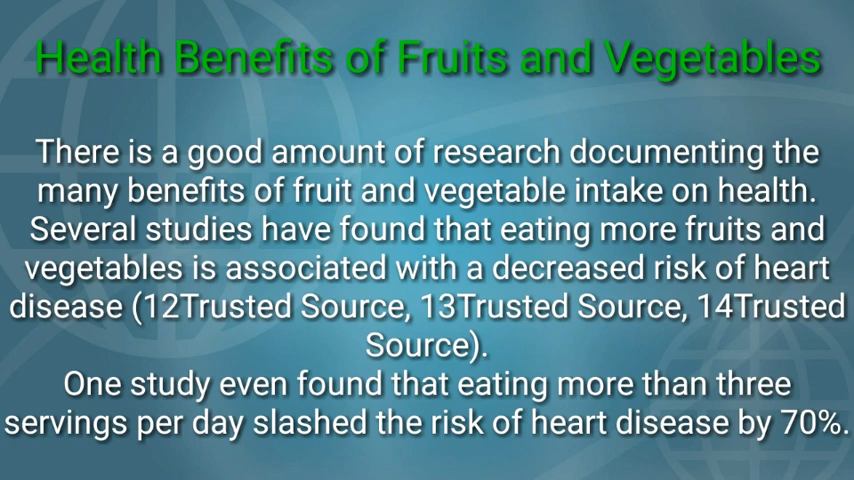 Health Benefits of Fruits and Vegetables
There is a good amount of research documenting the
many benefits of fruit and vegetable intake on health.
Several studies have found that eating more fruits and
vegetables is associated with a decreased risk of heart
disease (12Trusted Source, 13Trusted Source, 14Trusted
Source).
One study even found that eating more than three
servings per day slashed the risk of heart disease by 70%.